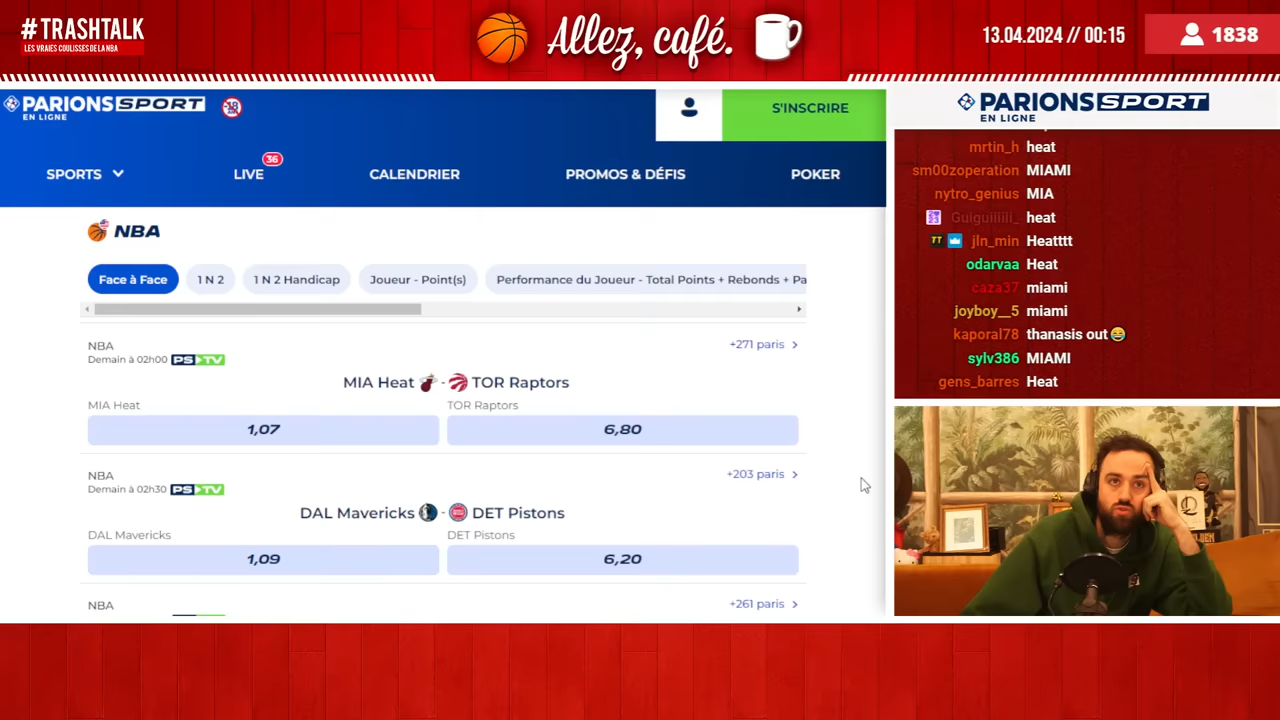 #TRASHTALK
LES VRAIES COULISSES DE LA NBA
Allez, café.
13.04.2024 // 00:15
1838
PARIONS SPORT
EN LIGNE
-18
S'INSCRIRE
SPORTS
LIVE
36
CALENDRIER
PROMOS & DÉFIS
POKER
NBA
Face à Face
1 N 2
1 N 2 Handicap
Joueur - Point(s)
Performance du Joueur - Total Points + Rebonds + Pa
NBA
+271 paris
Demain à 02h00 PS TV
MIA Heat - TOR Raptors
MIA Heat
TOR Raptors
1,07
6,80
NBA
+203 paris
Demain à 02h30 PS TV
DAL Mavericks - DET Pistons
DAL Mavericks
DET Pistons
1,09
6,20
NBA
+261 paris
PARIONS SPORT
EN LIGNE
mrtin_h heat
sm00zoperation MIAMI
nytro_genius MIA
Guiguiiiiii_ heat
TT jln_min Heatttt
odarvaa Heat
caza37 miami
joyboy__5 miami
kaporal78 thanasis out 😂
sylv386 MIAMI
gens_barres Heat